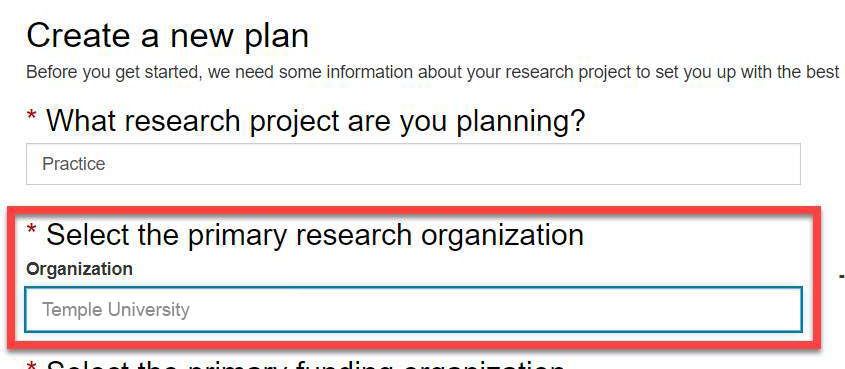 Create a new plan
Before you get started, we need some information about your research project to set you up with the best
* What research project are you planning?
Practice
* Select the primary research organization
Organization
Temple University
* Select the primary funding organization